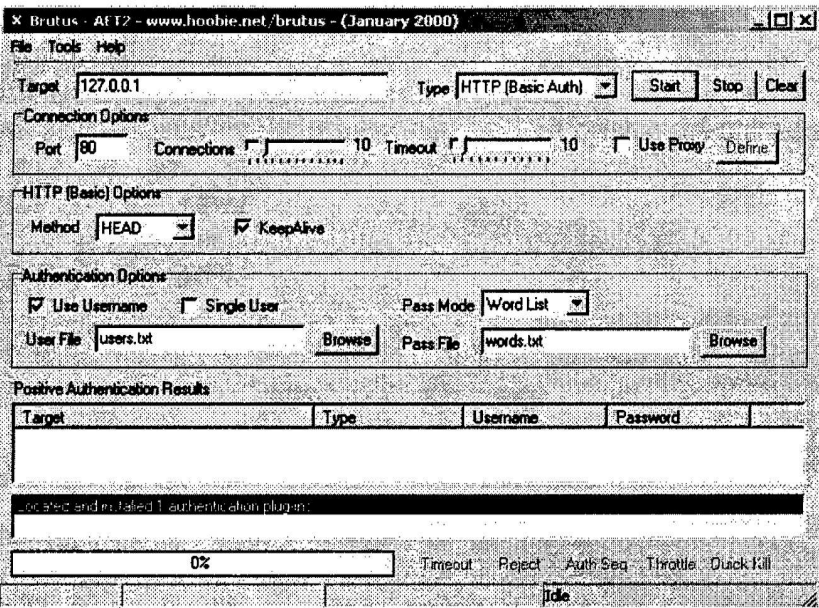 Brutus - AET2 - www.hoobie.net/brutus - (January 2000)
File Tools Help
Target 127.0.0.1 Type HTTP (Basic Auth) Start Stop Clear
Connection Options
Port 80 Connections 10 Timeout 10 Use Proxy Define
HTTP (Basic) Options
Method HEAD KeepAlive
Authentication Options
Use Username Single User Pass Mode Word List
User File users.txt Browse Pass File words.txt Browse
Positive Authentication Results
Target Type Username Password
Located and installed 1 authentication plug-ins
0% Timeout Reject Auth Seq Throttle Quick Kill
Idle